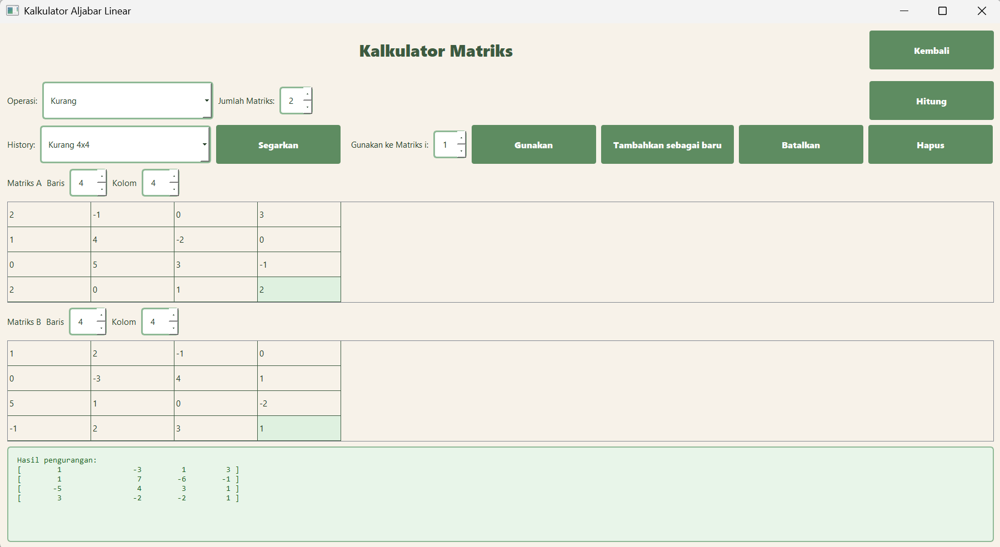 Kalkulator Aljabar Linear
Kalkulator Matriks
Kembali
Operasi: Kurang Jumlah Matriks: 2 Hitung
History: Kurang 4x4 Segarkan Gunakan ke Matriks i: 1 Gunakan Tambahkan sebagai baru Batalkan Hapus
Matriks A Baris 4 Kolom 4
2 -1 0 3
1 4 -2 0
0 5 3 -1
2 0 1 2
Matriks B Baris 4 Kolom 4
1 2 -1 0
0 -3 4 1
5 1 0 -2
-1 2 3 1
Hasil pengurangan:
[ 1 -3 1 3 ]
[ 1 7 -6 -1 ]
[ -5 4 3 1 ]
[ 3 -2 -2 1 ]